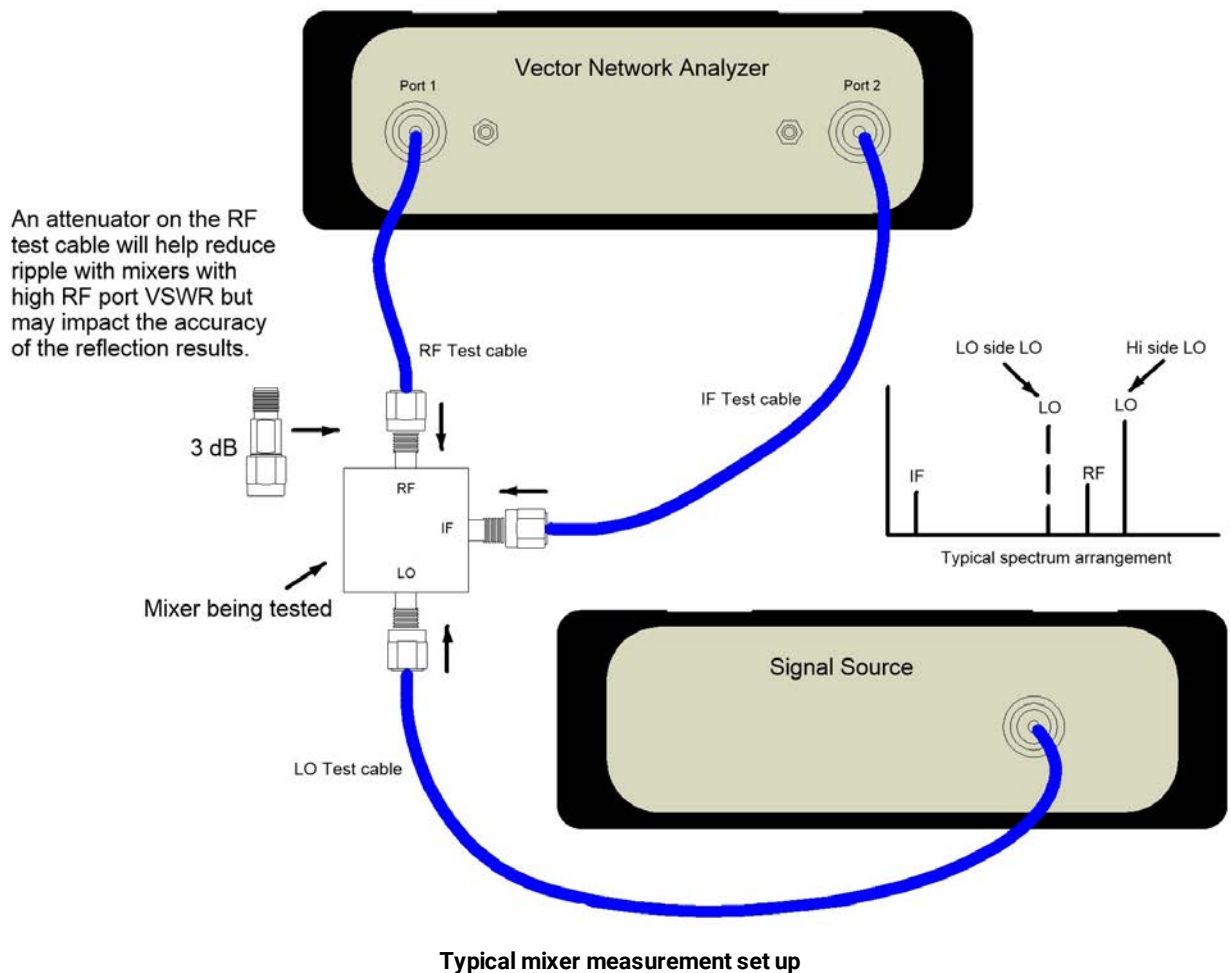 Vector Network Analyzer
Port 1
Port 2
An attenuator on the RF
test cable will help reduce
ripple with mixers with
high RF port VSWR but
may impact the accuracy
of the reflection results.
RF Test cable
IF Test cable
LO side LO
Hi side LO
LO
LO
IF
RF
Typical spectrum arrangement
3 dB
RF
IF
LO
Mixer being tested
Signal Source
LO Test cable
Typical mixer measurement set up